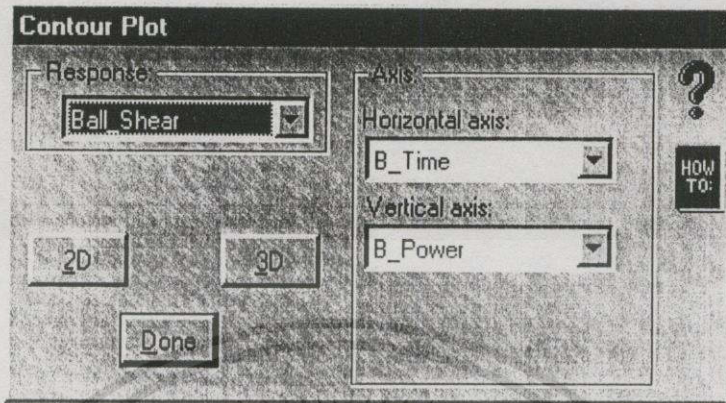 Contour Plot
Response:
Ball_Shear
2D
3D
Done
Axis:
Horizontal axis:
B_Time
Vertical axis:
B_Power
HOW
TO: